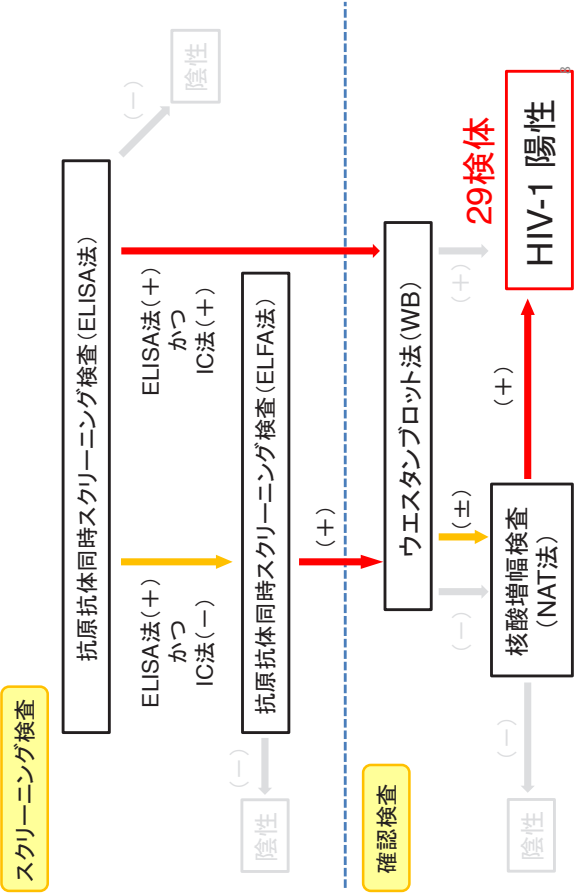 スクリーニング検査
抗原抗体同時スクリーニング検査(ELISA法)
(－)
陰性
ELISA法(＋)
かつ
IC法(－)
ELISA法(＋)
かつ
IC法(＋)
抗原抗体同時スクリーニング検査(ELFA法)
(－)
陰性
(＋)
確認検査
ウエスタンブロット法(WB)
(－)
(±)
(＋)
29検体
核酸増幅検査
(NAT法)
(－)
陰性
(＋)
HIV-1 陽性
8